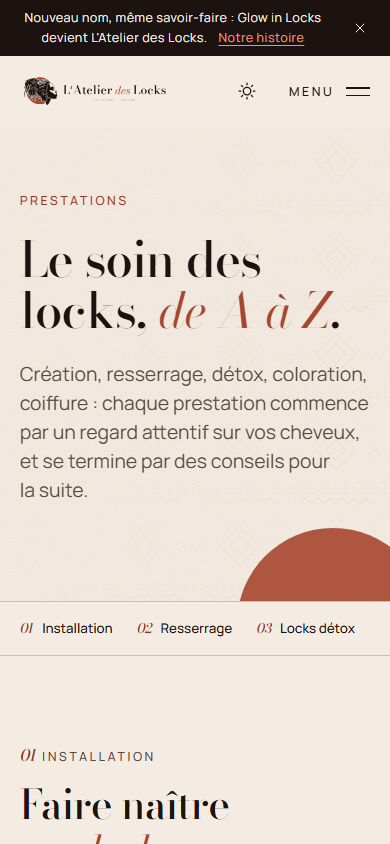 Nouveau nom, même savoir-faire : Glow in Locks
devient L'Atelier des Locks. Notre histoire
L'Atelier des Locks
MENU
PRESTATIONS
Le soin des
locks, de A à Z.
Création, resserrage, détox, coloration,
coiffure : chaque prestation commence
par un regard attentif sur vos cheveux,
et se termine par des conseils pour
la suite.
01 Installation 02 Resserrage 03 Locks détox
01 INSTALLATION
Faire naître